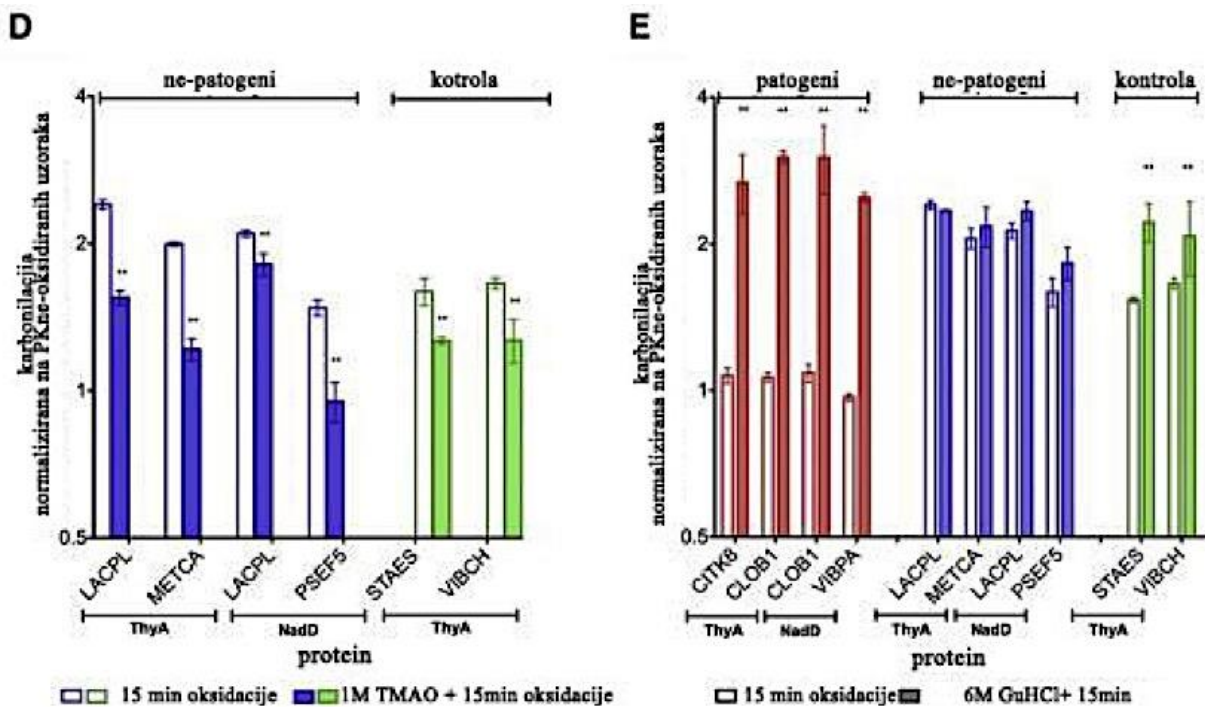 D
ne-patogeni kotrola
4
2
1
0.5
karbonilacija
normalizirana na PKne-oksidiranih uzoraka
** ** ** ** ** **
LACPL METCA LACPL PSEF5 STAES VIBCH
ThyA NadD ThyA
protein
15 min oksidacije 1M TMAO + 15min oksidacije
E
patogeni ne-patogeni kontrola
4
2
1
0.5
karbonilacija
normalizirana na PKne-oksidiranih uzoraka
** ** ** ** ** **
CITK8 CLOB1 CLOB1 VIBPA LACPL METCA LACPL PSEF5 STAES VIBCH
ThyA NadD ThyA NadD ThyA
protein
15 min oksidacije 6M GuHCl+ 15min